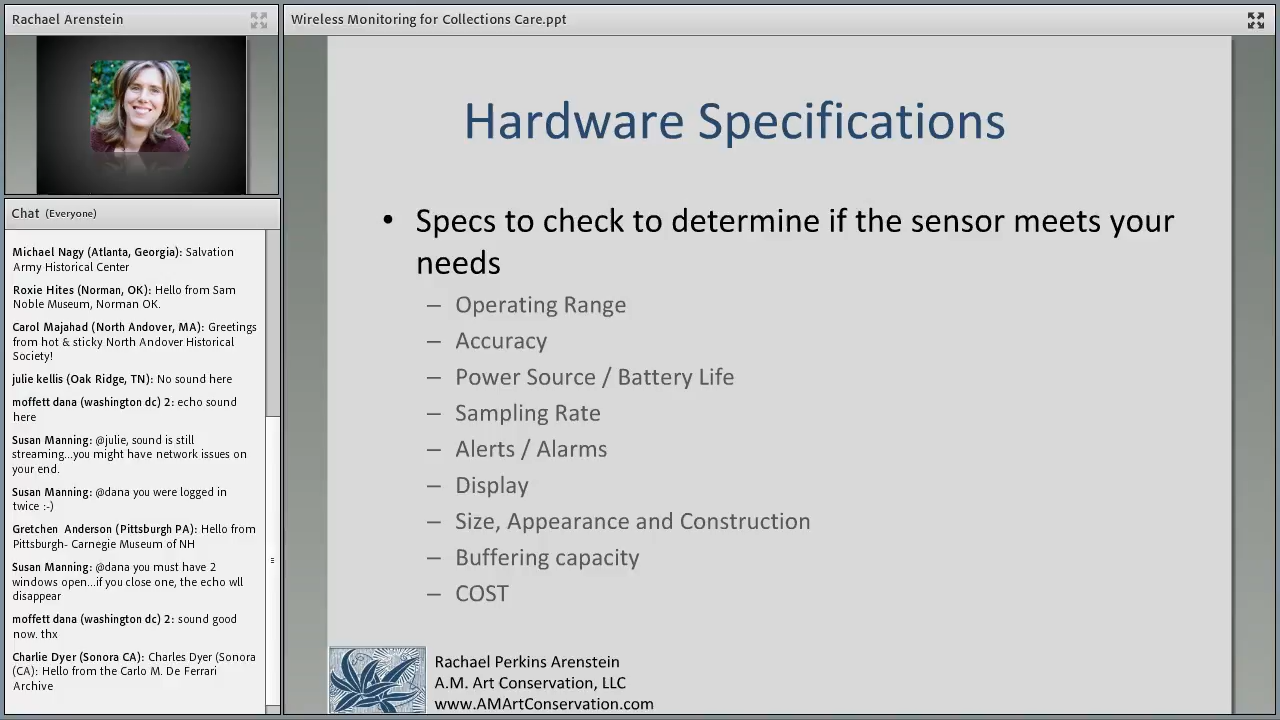 Rachael Arenstein
Wireless Monitoring for Collections Care.ppt
Chat (Everyone)
Michael Nagy (Atlanta, Georgia): Salvation
Army Historical Center
Roxie Hites (Norman, OK): Hello from Sam
Noble Museum, Norman OK.
Carol Majahad (North Andover, MA): Greetings
from hot & sticky North Andover Historical
Society!
julie kellis (Oak Ridge, TN): No sound here
moffett dana (washington dc) 2: echo sound
here
Susan Manning: @julie, sound is still
streaming...you might have network issues on
your end.
Susan Manning: @dana you were logged in
twice :-)
Gretchen Anderson (Pittsburgh PA): Hello from
Pittsburgh- Carnegie Museum of NH
Susan Manning: @dana you must have 2
windows open...if you close one, the echo wll
disappear
moffett dana (washington dc) 2: sound good
now. thx
Charlie Dyer (Sonora CA): Charles Dyer (Sonora
(CA): Hello from the Carlo M. De Ferrari
Archive
Hardware Specifications
• Specs to check to determine if the sensor meets your
needs
– Operating Range
– Accuracy
– Power Source / Battery Life
– Sampling Rate
– Alerts / Alarms
– Display
– Size, Appearance and Construction
– Buffering capacity
– COST
Rachael Perkins Arenstein
A.M. Art Conservation, LLC
www.AMArtConservation.com